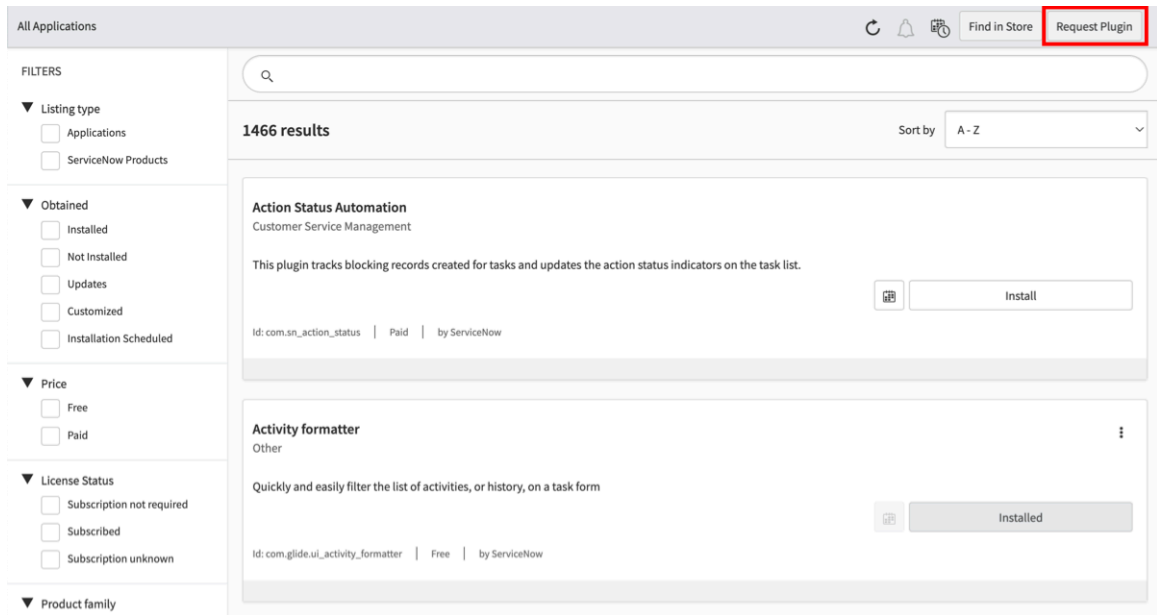 All Applications
Find in Store
Request Plugin
FILTERS
Listing type
Applications
ServiceNow Products
Obtained
Installed
Not Installed
Updates
Customized
Installation Scheduled
Price
Free
Paid
License Status
Subscription not required
Subscribed
Subscription unknown
Product family
1466 results
Sort by
A - Z
Action Status Automation
Customer Service Management
This plugin tracks blocking records created for tasks and updates the action status indicators on the task list.
Install
Id: com.sn_action_status | Paid | by ServiceNow
Activity formatter
Other
Quickly and easily filter the list of activities, or history, on a task form
Installed
Id: com.glide.ui_activity_formatter | Free | by ServiceNow